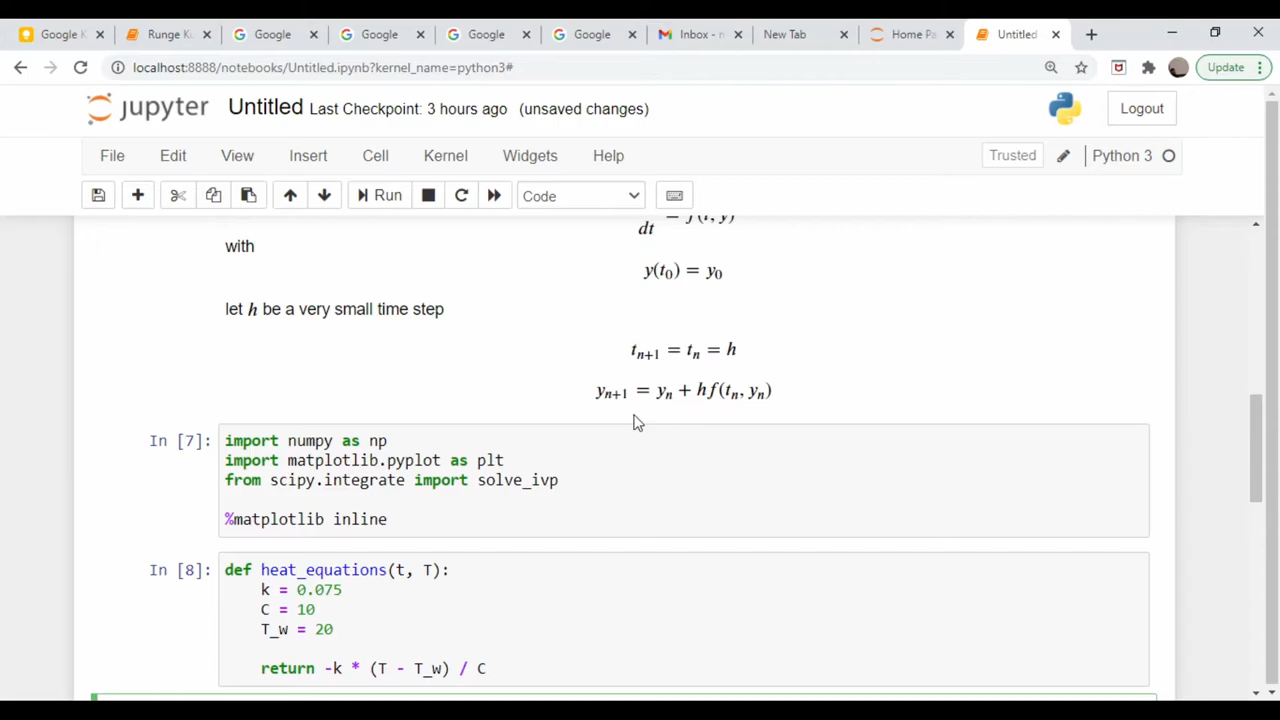 Google K
Runge Ku
Google
Google
Google
Google
Inbox - n
New Tab
Home Pa
Untitled
localhost:8888/notebooks/Untitled.ipynb?kernel_name=python3#
Update
jupyter Untitled Last Checkpoint: 3 hours ago (unsaved changes)
Logout
File Edit View Insert Cell Kernel Widgets Help
Trusted Python 3
Run Code
dt = f(t, y)
with
y(t₀) = y₀
let h be a very small time step
tₙ₊₁ = tₙ = h
yₙ₊₁ = yₙ + hf(tₙ, yₙ)
In [7]: import numpy as np
import matplotlib.pyplot as plt
from scipy.integrate import solve_ivp
%matplotlib inline
In [8]: def heat_equations(t, T):
k = 0.075
C = 10
T_w = 20
return -k * (T - T_w) / C